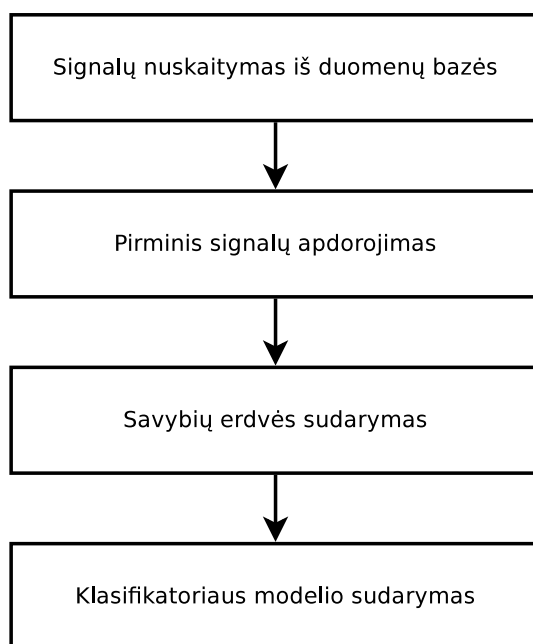 Signalų nuskaitymas iš duomenų bazės
Pirminis signalų apdorojimas
Savybių erdvės sudarymas
Klasifikatoriaus modelio sudarymas